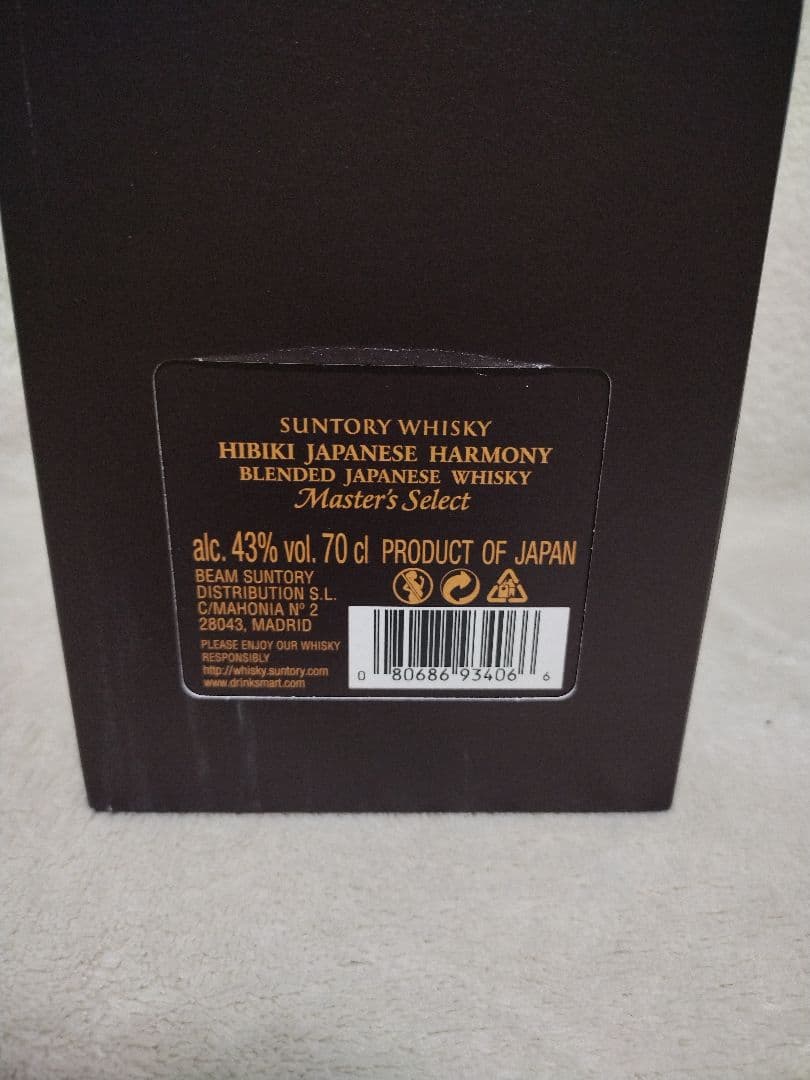 SUNTORY WHISKY
HIBIKI JAPANESE HARMONY
BLENDED JAPANESE WHISKY
Master's Select
alc. 43% vol. 70 cl PRODUCT OF JAPAN
BEAM SUNTORY
DISTRIBUTION S.L.
C/MAHONIA Nº 2
28043, MADRID
PLEASE ENJOY OUR WHISKY
RESPONSIBLY
http://whisky.suntory.com
www.drinksmart.com
0 80686 93406 6